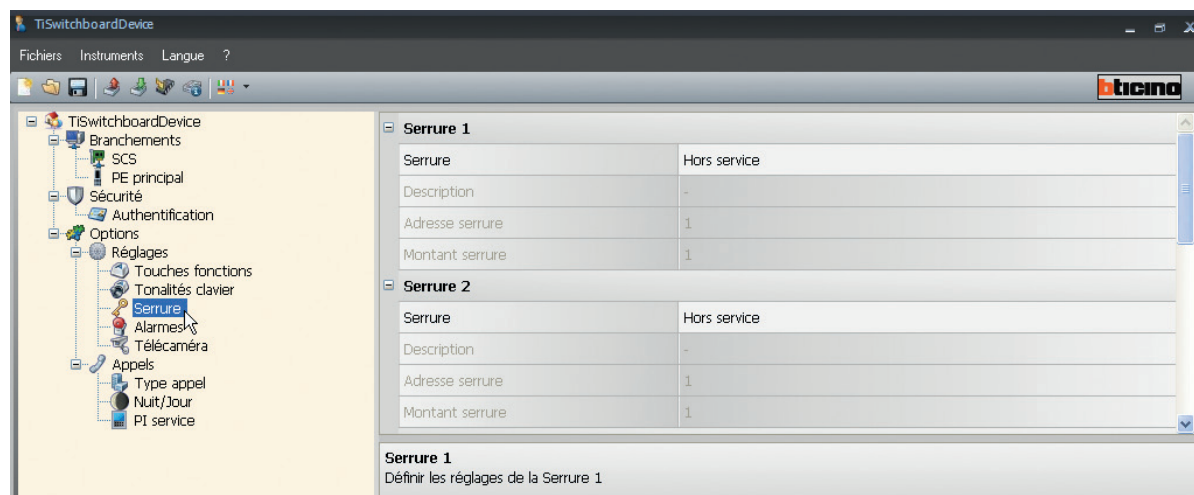 TiSwitchboardDevice
Fichiers Instruments Langue ?
bticino
TiSwitchboardDevice
Branchements
SCS
PE principal
Sécurité
Authentification
Options
Réglages
Touches fonctions
Tonalités clavier
Serrure
Alarmes
Télécaméra
Appels
Type appel
Nuit/Jour
PI service
Serrure 1
Serrure Hors service
Description -
Adresse serrure 1
Montant serrure 1
Serrure 2
Serrure Hors service
Description -
Adresse serrure 1
Montant serrure 1
Serrure 1
Définir les réglages de la Serrure 1